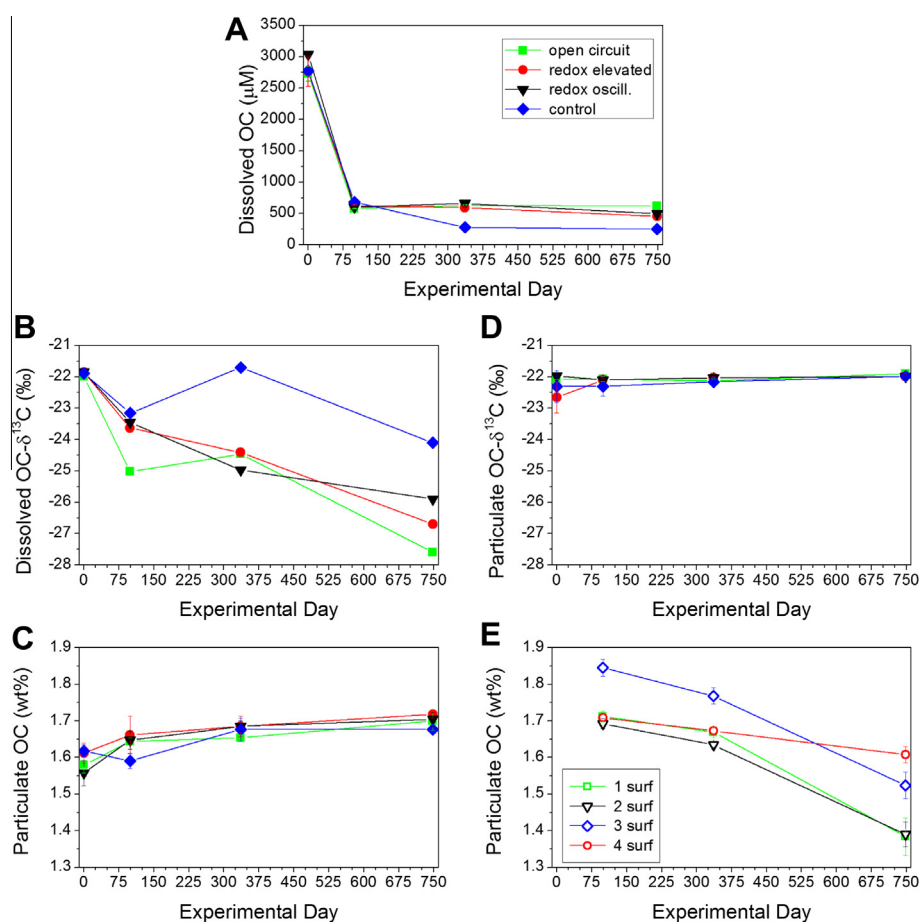 A
Dissolved OC (μM)
3500
3000
2500
2000
1500
1000
500
0
open circuit
redox elevated
redox oscill.
control
0 75 150 225 300 375 450 525 600 675 750
Experimental Day
B
Dissolved OC-δ¹³C (‰)
-21
-22
-23
-24
-25
-26
-27
-28
0 75 150 225 300 375 450 525 600 675 750
Experimental Day
D
Particulate OC-δ¹³C (‰)
-21
-22
-23
-24
-25
-26
-27
-28
0 75 150 225 300 375 450 525 600 675 750
Experimental Day
C
Particulate OC (wt%)
1.9
1.8
1.7
1.6
1.5
1.4
1.3
0 75 150 225 300 375 450 525 600 675 750
Experimental Day
E
Particulate OC (wt%)
1.9
1.8
1.7
1.6
1.5
1.4
1.3
1 surf
2 surf
3 surf
4 surf
0 75 150 225 300 375 450 525 600 675 750
Experimental Day